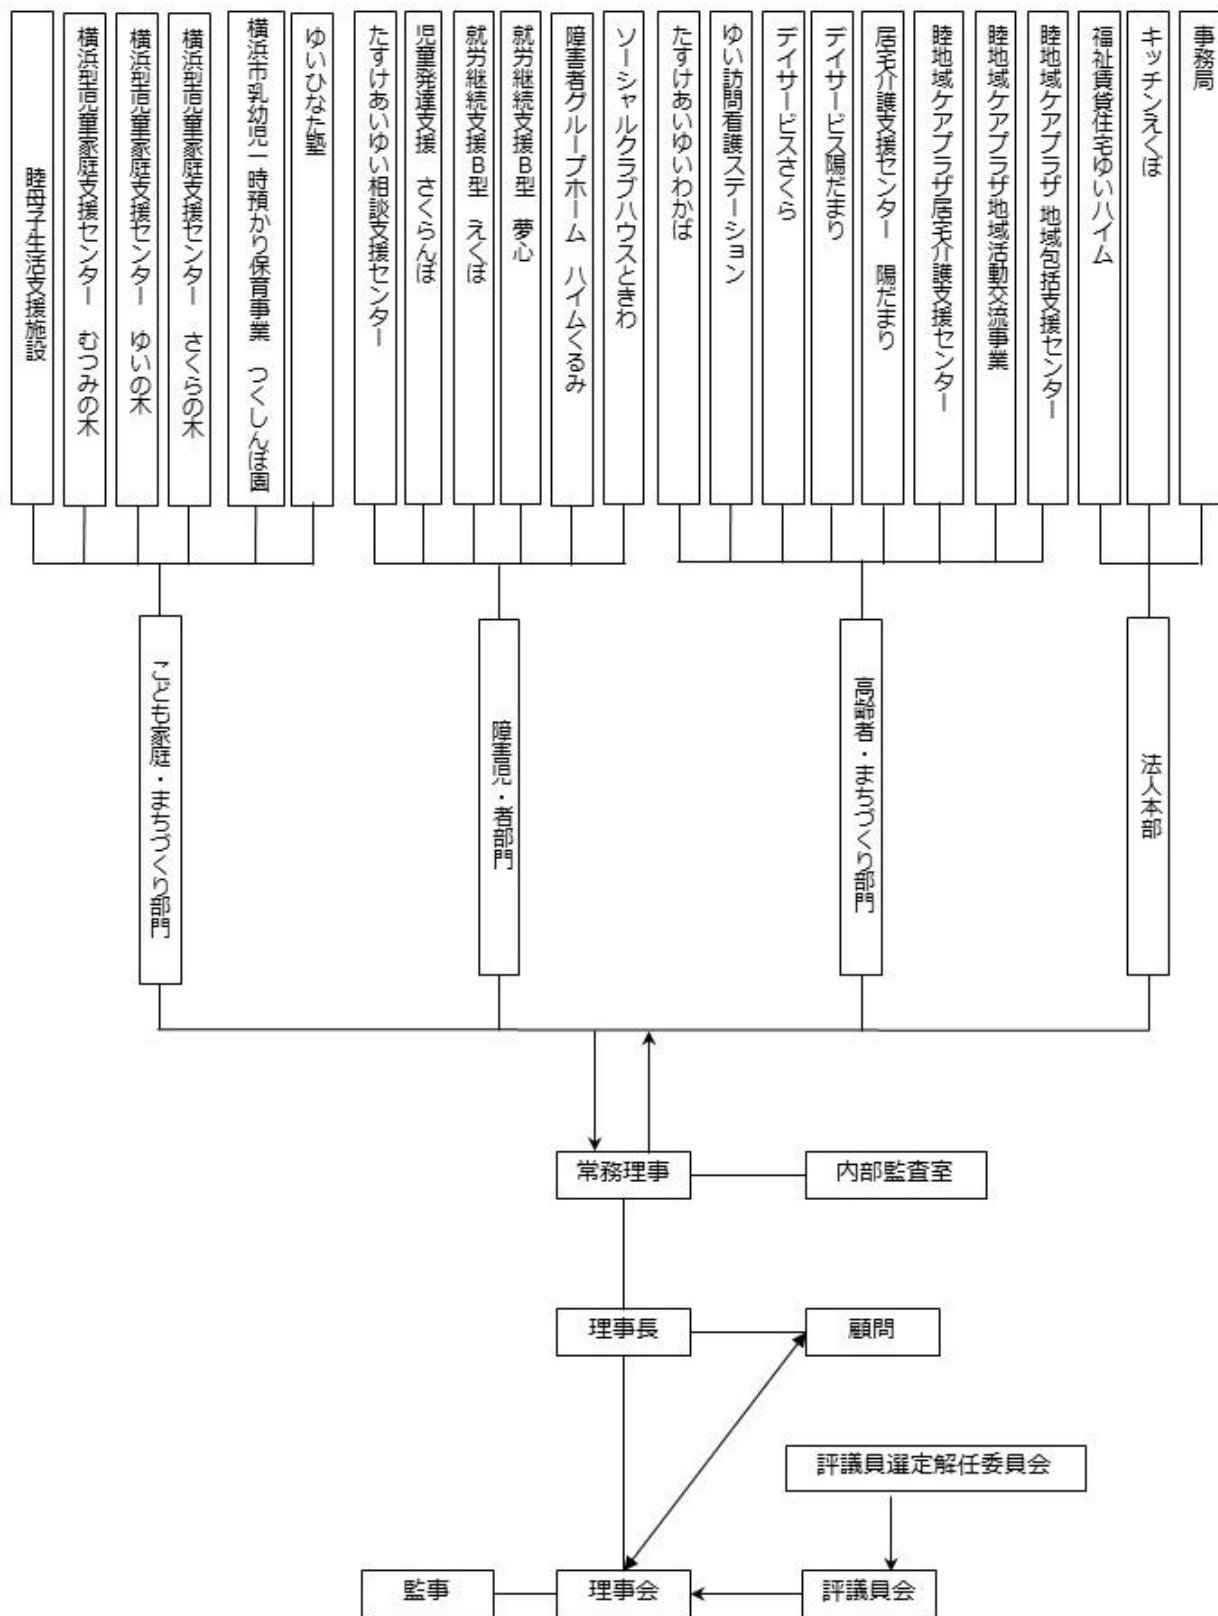 事務局
キッチンえくぼ
福祉賃貸住宅ゆいハイム
睦地域ケアプラザ 地域包括支援センター
睦地域ケアプラザ地域活動交流事業
睦地域ケアプラザ居宅介護支援センター
居宅介護支援センター 陽だまり
デイサービス陽だまり
デイサービスさくら
ゆい訪問看護ステーション
たすけあいゆいわかば
ソーシャルクラブハウスときわ
障害者グループホーム ハイムくるみ
就労継続支援B型 夢心
就労継続支援B型 えくぼ
児童発達支援 さくらんぼ
たすけあいゆい相談支援センター
ゆいひなた塾
横浜市乳幼児一時預かり保育事業 つくしんぼ園
横浜型児童家庭支援センター さくらの木
横浜型児童家庭支援センター ゆいの木
横浜型児童家庭支援センター むつみの木
睦母子生活支援施設
法人本部
高齢者・まちづくり部門
障害児・者部門
こども家庭・まちづくり部門
常務理事
内部監査室
理事長
顧問
評議員選定解任委員会
監事
理事会
評議員会